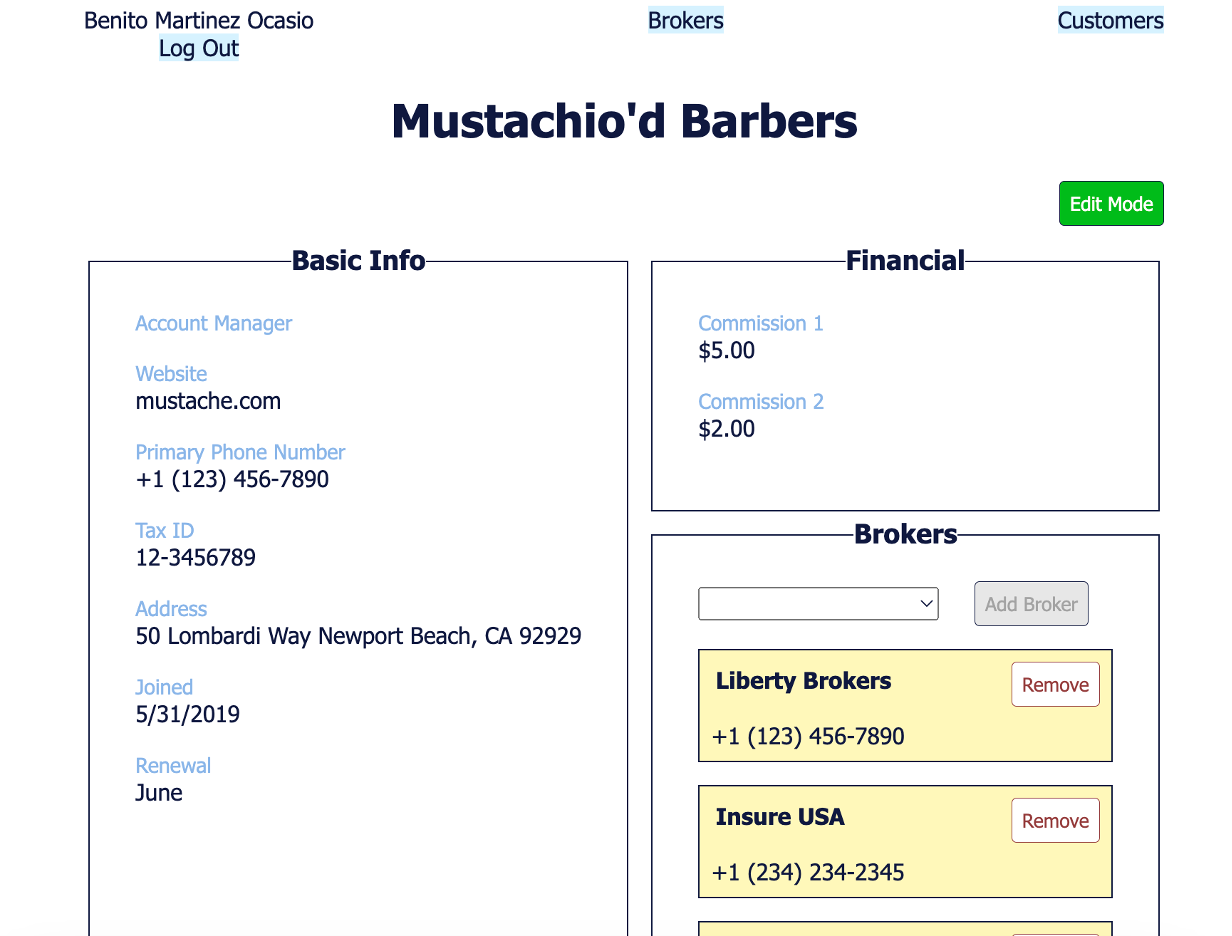 Benito Martinez Ocasio
Log Out
Brokers
Customers
Mustachio'd Barbers
Edit Mode
Basic Info
Account Manager
Website
mustache.com
Primary Phone Number
+1 (123) 456-7890
Tax ID
12-3456789
Address
50 Lombardi Way Newport Beach, CA 92929
Joined
5/31/2019
Renewal
June
Financial
Commission 1
$5.00
Commission 2
$2.00
Brokers
Add Broker
Liberty Brokers
Remove
+1 (123) 456-7890
Insure USA
Remove
+1 (234) 234-2345